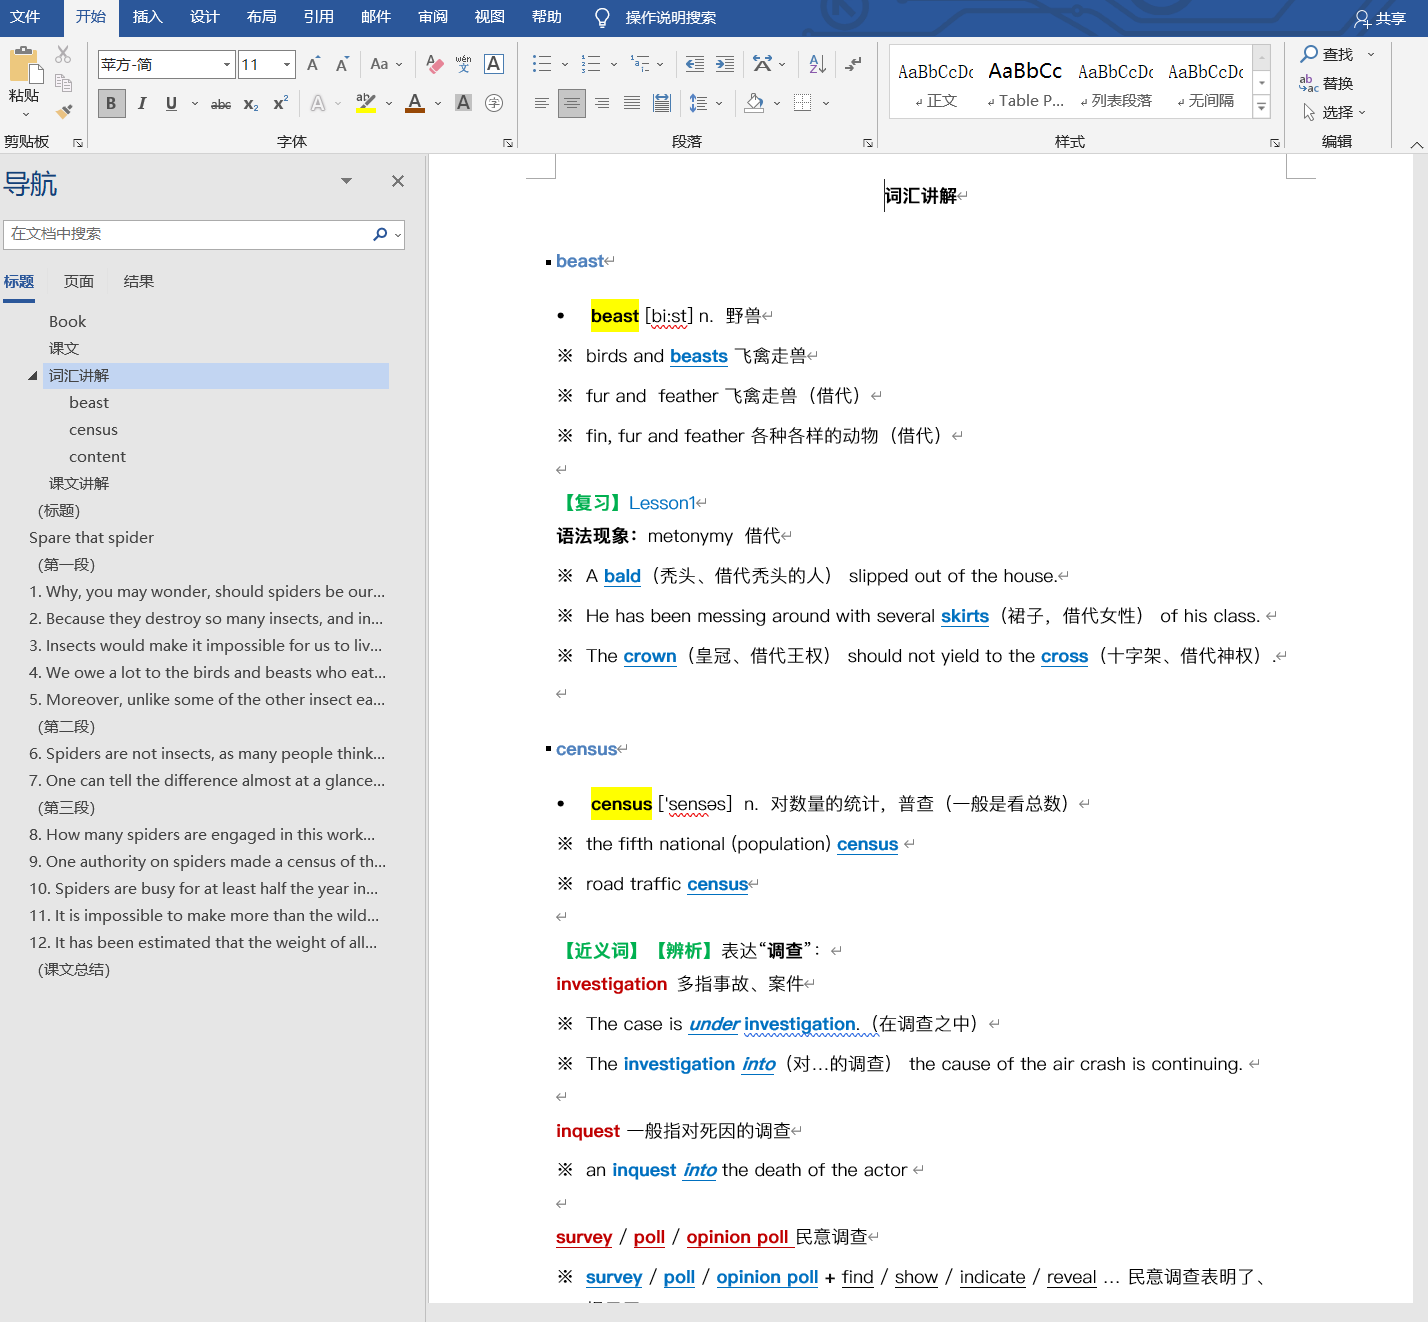 文件 开始 插入 设计 布局 引用 邮件 审阅 视图 帮助 操作说明搜索 共享
粘贴
剪贴板
苹方-简 11 A A Aa A wén 文 A
B I U abc x₂ x² A ab A A 字
字体
段落
AaBbCcDc AaBbCc AaBbCcDc AaBbCcDc
正文 Table P... 列表段落 无间隔
样式
查找
替换
选择
编辑
导航
在文档中搜索
标题 页面 结果
Book
课文
词汇讲解
beast
census
content
课文讲解
(标题)
Spare that spider
(第一段)
1. Why, you may wonder, should spiders be our...
2. Because they destroy so many insects, and in...
3. Insects would make it impossible for us to liv...
4. We owe a lot to the birds and beasts who eat...
5. Moreover, unlike some of the other insect ea...
(第二段)
6. Spiders are not insects, as many people think...
7. One can tell the difference almost at a glance...
(第三段)
8. How many spiders are engaged in this work...
9. One authority on spiders made a census of th...
10. Spiders are busy for at least half the year in...
11. It is impossible to make more than the wild...
12. It has been estimated that the weight of all...
(课文总结)
词汇讲解
beast
• beast [bi:st] n. 野兽
※ birds and beasts 飞禽走兽
※ fur and feather 飞禽走兽（借代）
※ fin, fur and feather 各种各样的动物（借代）
【复习】Lesson1
语法现象：metonymy 借代
※ A bald（秃头、借代秃头的人） slipped out of the house.
※ He has been messing around with several skirts（裙子，借代女性） of his class.
※ The crown（皇冠、借代王权） should not yield to the cross（十字架、借代神权）.
census
• census ['sensəs] n. 对数量的统计，普查（一般是看总数）
※ the fifth national (population) census
※ road traffic census
【近义词】【辨析】表达“调查”：
investigation 多指事故、案件
※ The case is under investigation.（在调查之中）
※ The investigation into（对…的调查） the cause of the air crash is continuing.
inquest 一般指对死因的调查
※ an inquest into the death of the actor
survey / poll / opinion poll 民意调查
※ survey / poll / opinion poll + find / show / indicate / reveal … 民意调查表明了、